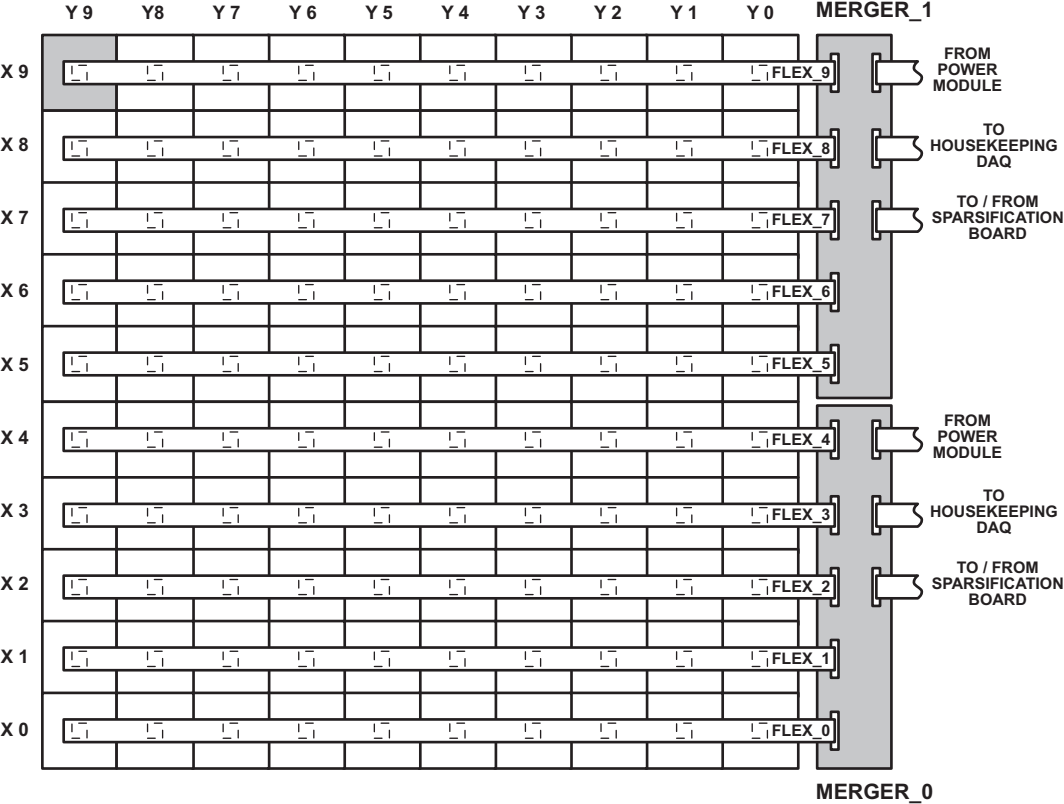 Y 9 Y8 Y 7 Y 6 Y 5 Y 4 Y 3 Y 2 Y 1 Y 0 MERGER_1
X 9 FLEX_9
FROM
POWER
MODULE
X 8 FLEX_8
TO
HOUSEKEEPING
DAQ
X 7 FLEX_7
TO / FROM
SPARSIFICATION
BOARD
X 6 FLEX_6
X 5 FLEX_5
X 4 FLEX_4
FROM
POWER
MODULE
X 3 FLEX_3
TO
HOUSEKEEPING
DAQ
X 2 FLEX_2
TO / FROM
SPARSIFICATION
BOARD
X 1 FLEX_1
X 0 FLEX_0
MERGER_0